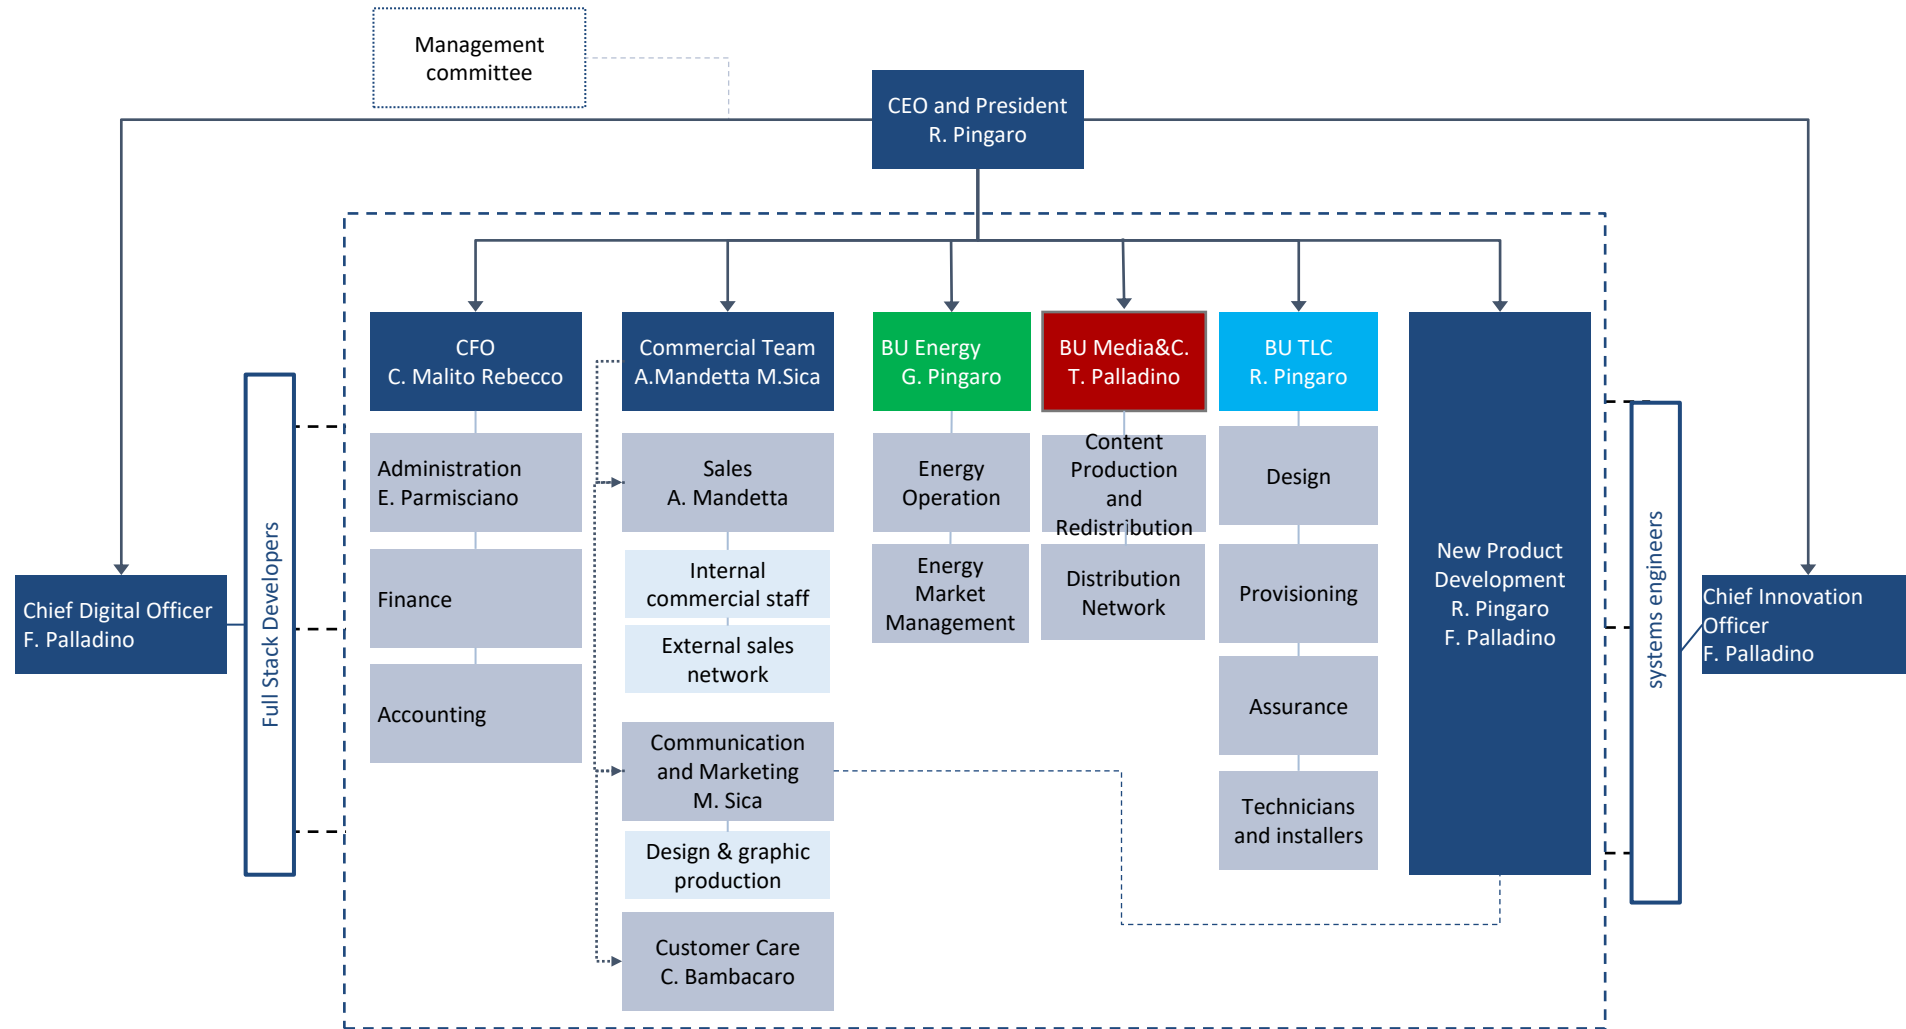 Management
committee
CEO and President
R. Pingaro
CFO
C. Malito Rebecco
Commercial Team
A.Mandetta M.Sica
BU Energy
G. Pingaro
BU Media&C.
T. Palladino
BU TLC
R. Pingaro
Administration
E. Parmisciano
Finance
Accounting
Sales
A. Mandetta
Internal
commercial staff
External sales
network
Communication
and Marketing
M. Sica
Design & graphic
production
Customer Care
C. Bambacaro
Energy
Operation
Energy
Market
Management
Content
Production
and
Redistribution
Distribution
Network
Design
Provisioning
Assurance
Technicians
and installers
New Product
Development
R. Pingaro
F. Palladino
Chief Digital Officer
F. Palladino
Full Stack Developers
systems engineers
Chief Innovation
Officer
F. Palladino